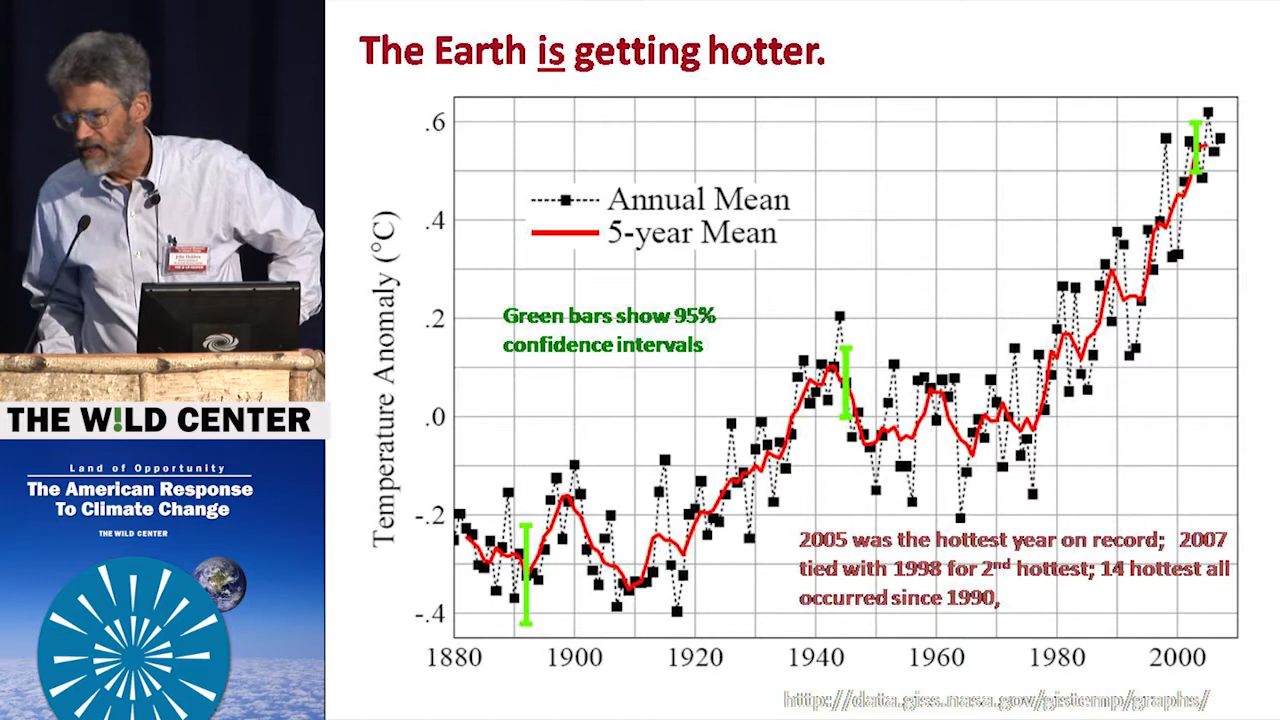 The Earth is getting hotter.
.6
.4
.2
.0
-.2
-.4
Temperature Anomaly (°C)
Annual Mean
5-year Mean
Green bars show 95%
confidence intervals
2005 was the hottest year on record; 2007
tied with 1998 for 2nd hottest; 14 hottest all
occurred since 1990,
1880 1900 1920 1940 1960 1980 2000
http://data.giss.nasa.gov/gistemp/graphs/
THE W!LD CENTER
Land of Opportunity
The American Response
To Climate Change
THE WILD CENTER